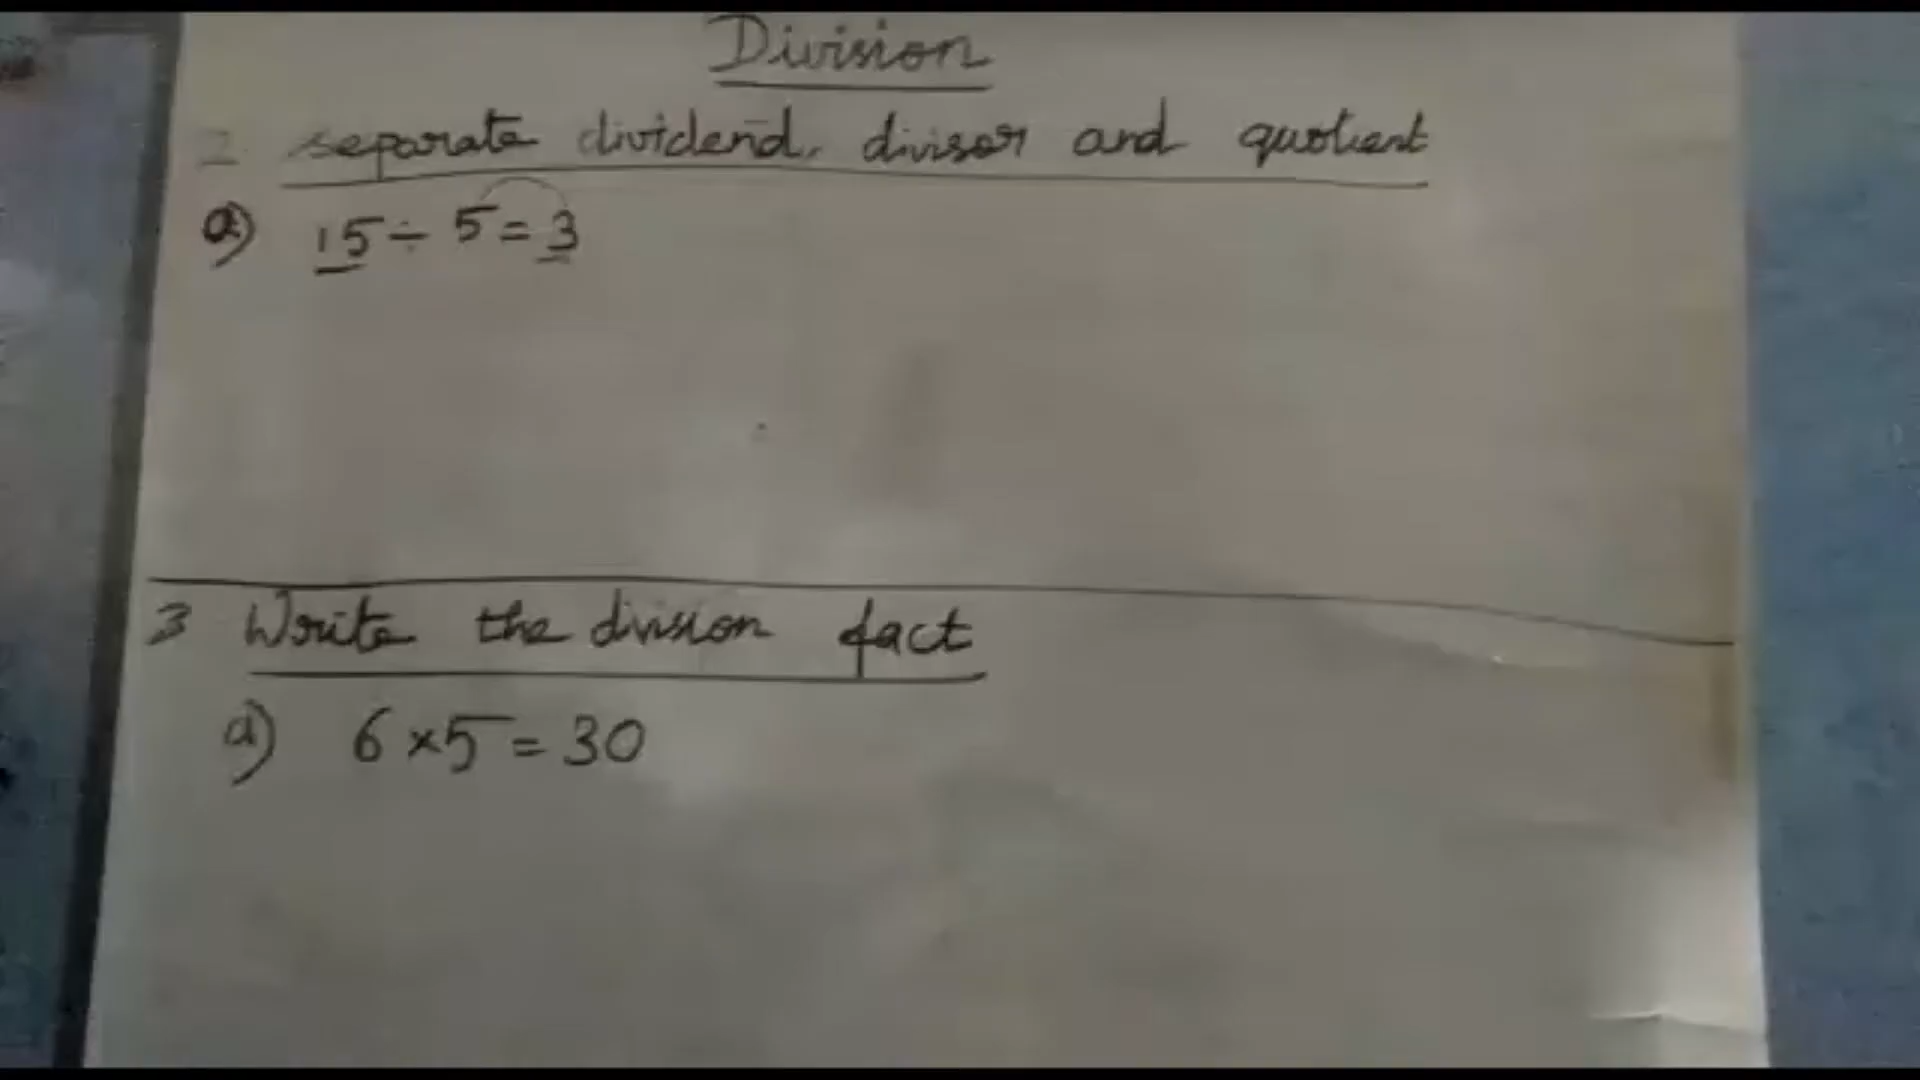 Division
2 separate dividend, divisor and quotient
a) 15 ÷ 5 = 3
3 Write the division fact
a) 6 × 5 = 30